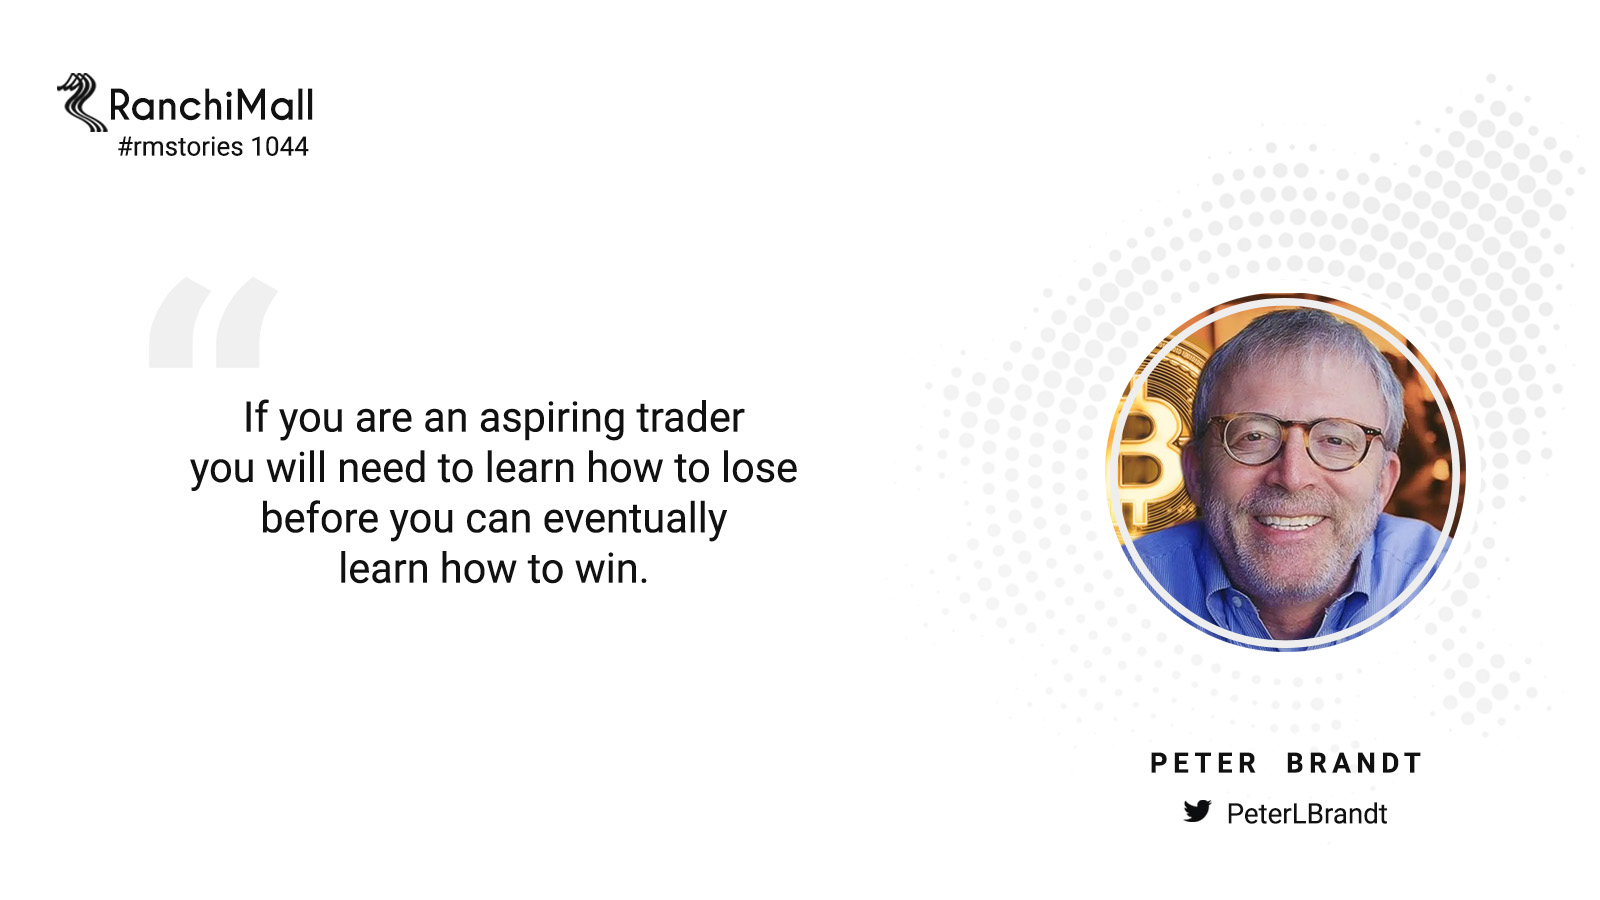 RanchiMall
#rmstories 1044
“
If you are an aspiring trader
you will need to learn how to lose
before you can eventually
learn how to win.
PETER BRANDT
PeterLBrandt